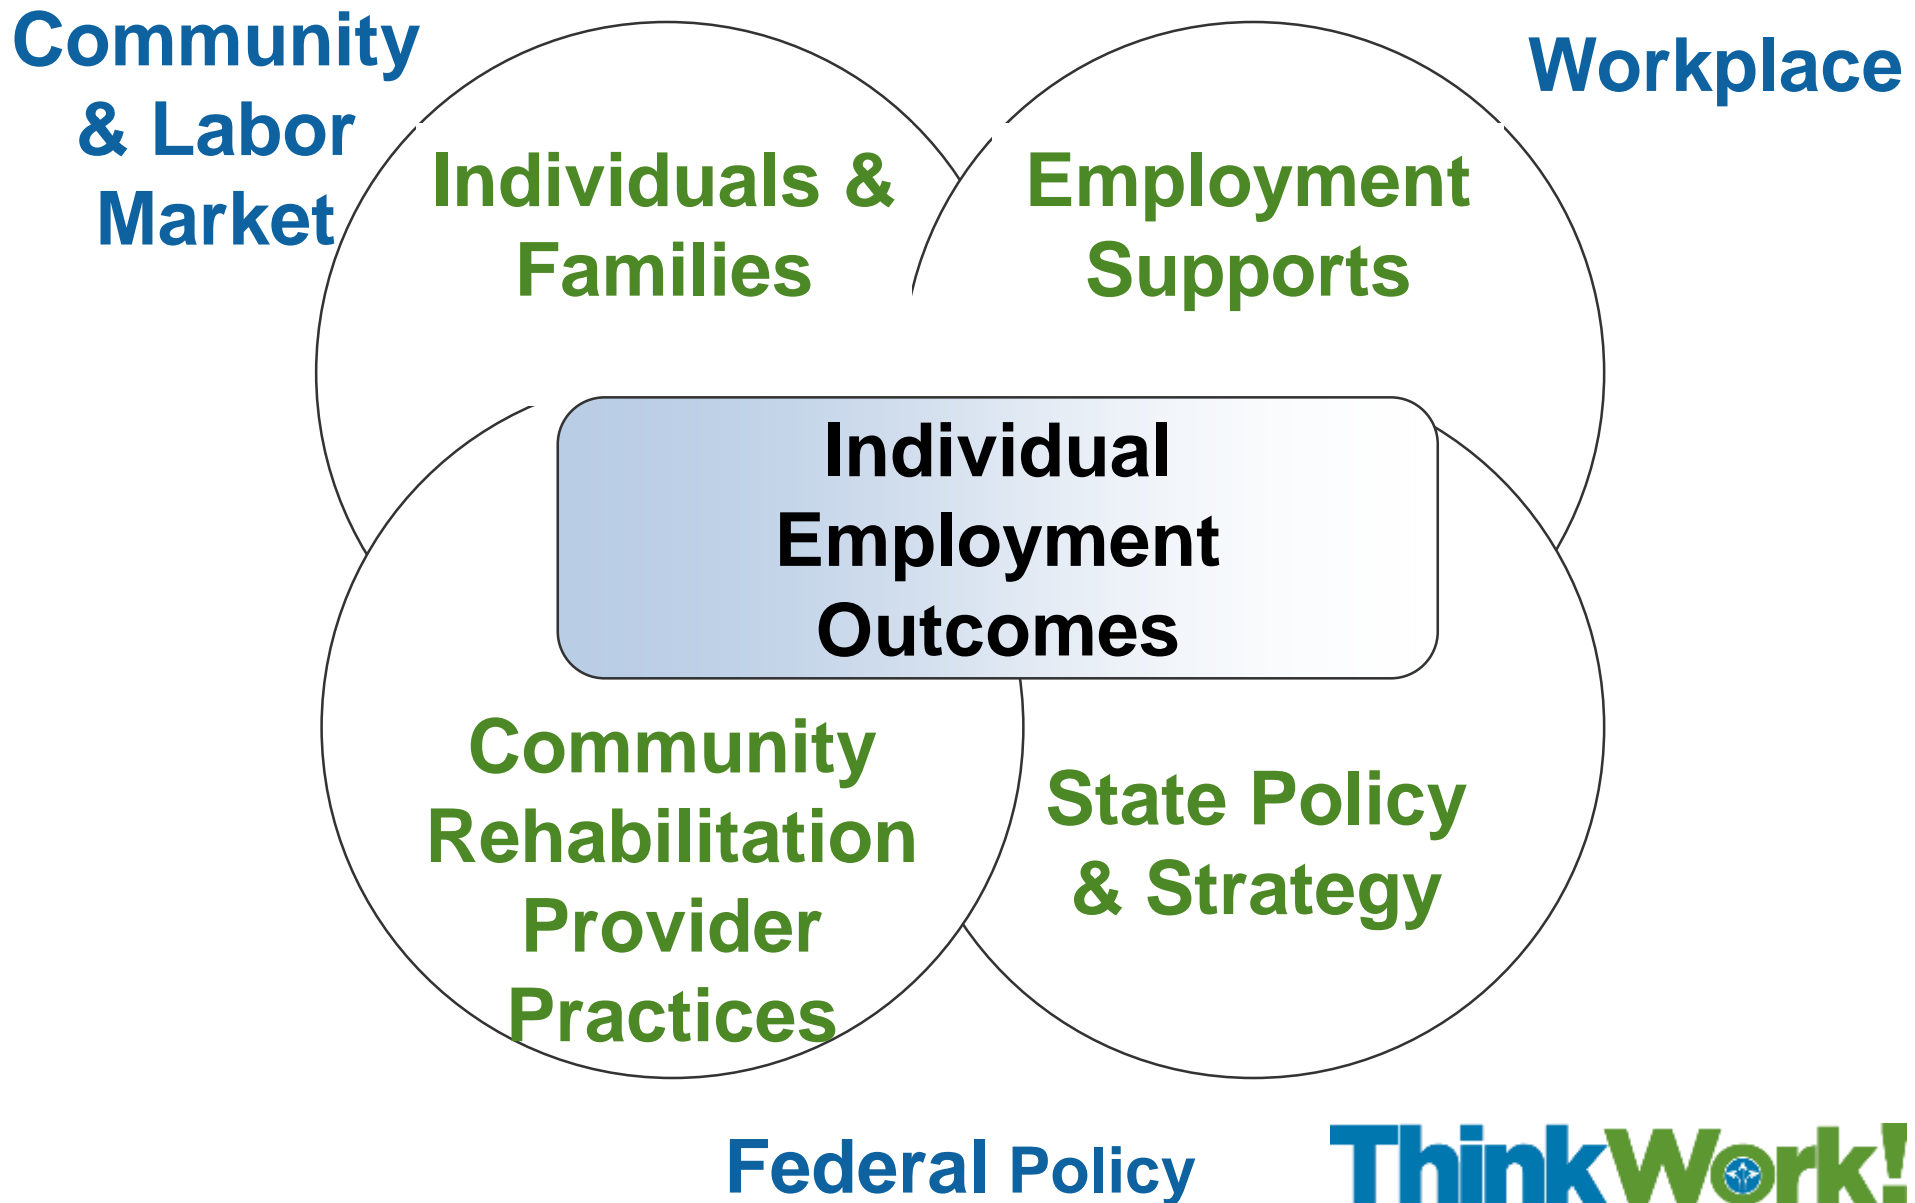 Community
& Labor
Market
Workplace
Individuals &
Families
Employment
Supports
Individual
Employment
Outcomes
Community
Rehabilitation
Provider
Practices
State Policy
& Strategy
Federal Policy
ThinkWork!